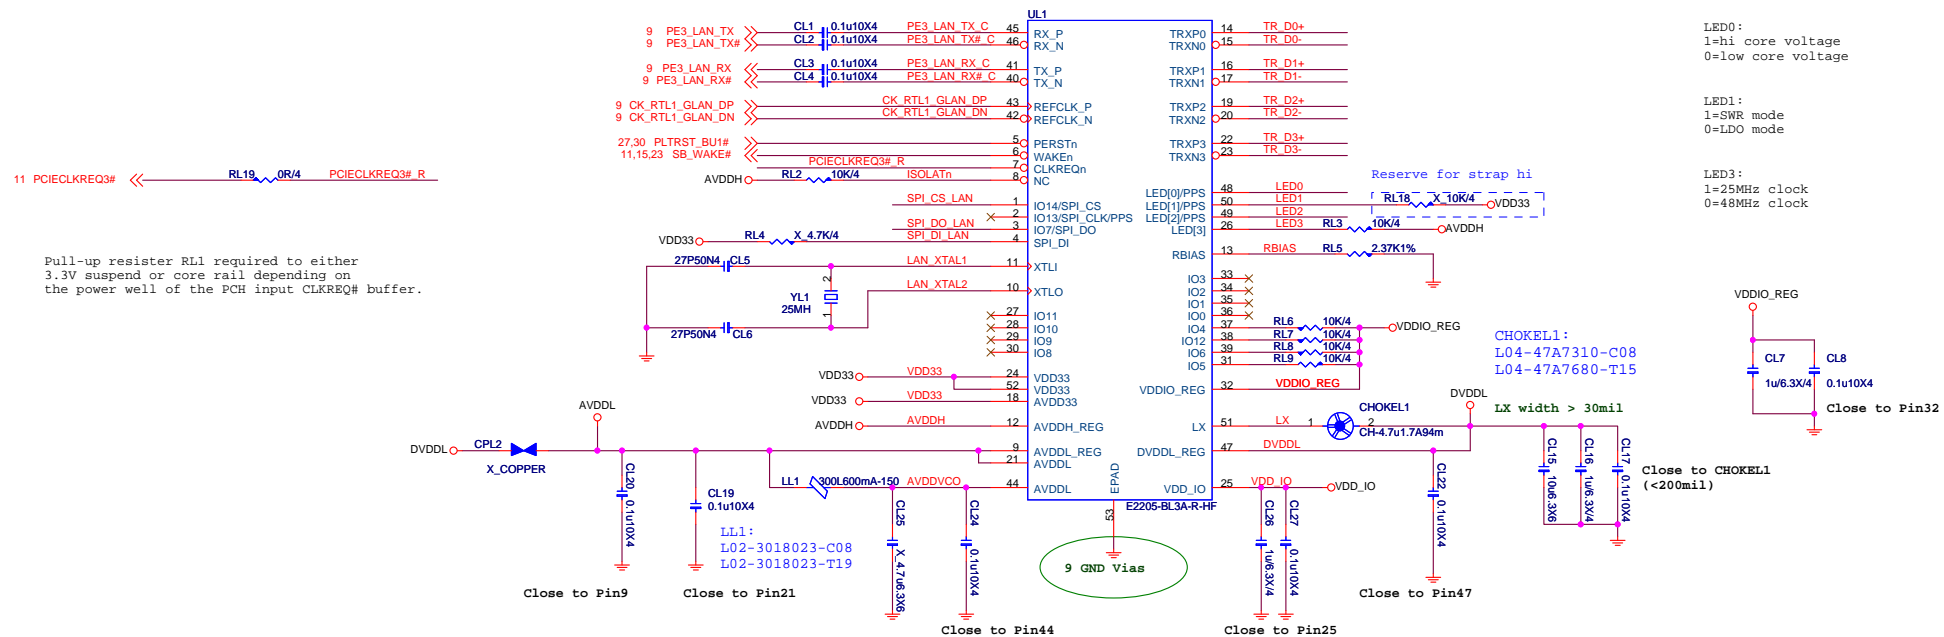 UL1
9 PE3_LAN_TX CL1 0.1u10X4 PE3_LAN_TX_C 45 RX_P
9 PE3_LAN_TX# CL2 0.1u10X4 PE3_LAN_TX#_C 46 RX_N
9 PE3_LAN_RX CL3 0.1u10X4 PE3_LAN_RX_C 41 TX_P
9 PE3_LAN_RX# CL4 0.1u10X4 PE3_LAN_RX#_C 40 TX_N
9 CK_RTL1_GLAN_DP CK_RTL1_GLAN_DP 43 REFCLK_P
9 CK_RTL1_GLAN_DN CK_RTL1_GLAN_DN 42 REFCLK_N
27,30 PLTRST_BU1# 5 PERSTn
11,15,23 SB_WAKE# 6 WAKEn
PCIECLKREQ3#_R 7 CLKREQn
AVDDH RL2 10K/4 ISOLATn 8 NC
11 PCIECLKREQ3# RL19 0R/4 PCIECLKREQ3#_R
SPI_CS_LAN 1 IO14/SPI_CS
2 IO13/SPI_CLK/PPS
SPI_DO_LAN 3 IO7/SPI_DO
VDD33 RL4 X_4.7K/4 SPI_DI_LAN 4 SPI_DI
Pull-up resister RL1 required to either
3.3V suspend or core rail depending on
the power well of the PCH input CLKREQ# buffer.
27P50N4 CL5 LAN_XTAL1 11 XTLI
2
YL1
25MH
1
LAN_XTAL2 10 XTLO
27P50N4 CL6
27 IO11
28 IO10
29 IO9
30 IO8
VDD33 VDD33 24 VDD33
52 VDD33
VDD33 VDD33 18 AVDD33
AVDDH AVDDH 12 AVDDH_REG
AVDDL
DVDDL CPL2 X_COPPER 9 AVDDL_REG
21 AVDDL
LL1 300L600mA-150 AVDDVCO 44 AVDDL
CL20 0.1u10X4
CL19
0.1u10X4
CL25 X_4.7u6.3X6
CL24 0.1u10X4
LL1:
L02-3018023-C08
L02-3018023-T19
Close to Pin9
Close to Pin21
Close to Pin44
EPAD
53
E2205-BL3A-R-HF
9 GND Vias
TRXP0 14 TR_D0+
TRXN0 15 TR_D0-
TRXP1 16 TR_D1+
TRXN1 17 TR_D1-
TRXP2 19 TR_D2+
TRXN2 20 TR_D2-
TRXP3 22 TR_D3+
TRXN3 23 TR_D3-
Reserve for strap hi
LED[0]/PPS 48 LED0
LED[1]/PPS 50 LED1 RL18 X_10K/4 VDD33
LED[2]/PPS 49 LED2
LED[3] 26 LED3 RL3 10K/4 AVDDH
RBIAS 13 RBIAS RL5 2.37K1%
IO3 33
IO2 34
IO1 35
IO0 36
IO4 37 RL6 10K/4 VDDIO_REG
IO12 38 RL7 10K/4
IO6 39 RL8 10K/4
IO5 31 RL9 10K/4
VDDIO_REG 32 VDDIO_REG
LX 51 LX 1 CHOKEL1 2
CH-4.7u1.7A94m
DVDDL
DVDDL_REG 47 DVDDL
VDD_IO 25 VDD_IO VDD_IO
CL26 1u/6.3X/4
CL27 0.1u10X4
CL22 0.1u10X4
Close to Pin25
Close to Pin47
CHOKEL1:
L04-47A7310-C08
L04-47A7680-T15
LX width > 30mil
CL15 10u6.3X6
CL16 1u/6.3X/4
CL17 0.1u10X4
Close to CHOKEL1
(<200mil)
VDDIO_REG
CL7
1u/6.3X/4
CL8
0.1u10X4
Close to Pin32
LED0:
1=hi core voltage
0=low core voltage
LED1:
1=SWR mode
0=LDO mode
LED3:
1=25MHz clock
0=48MHz clock